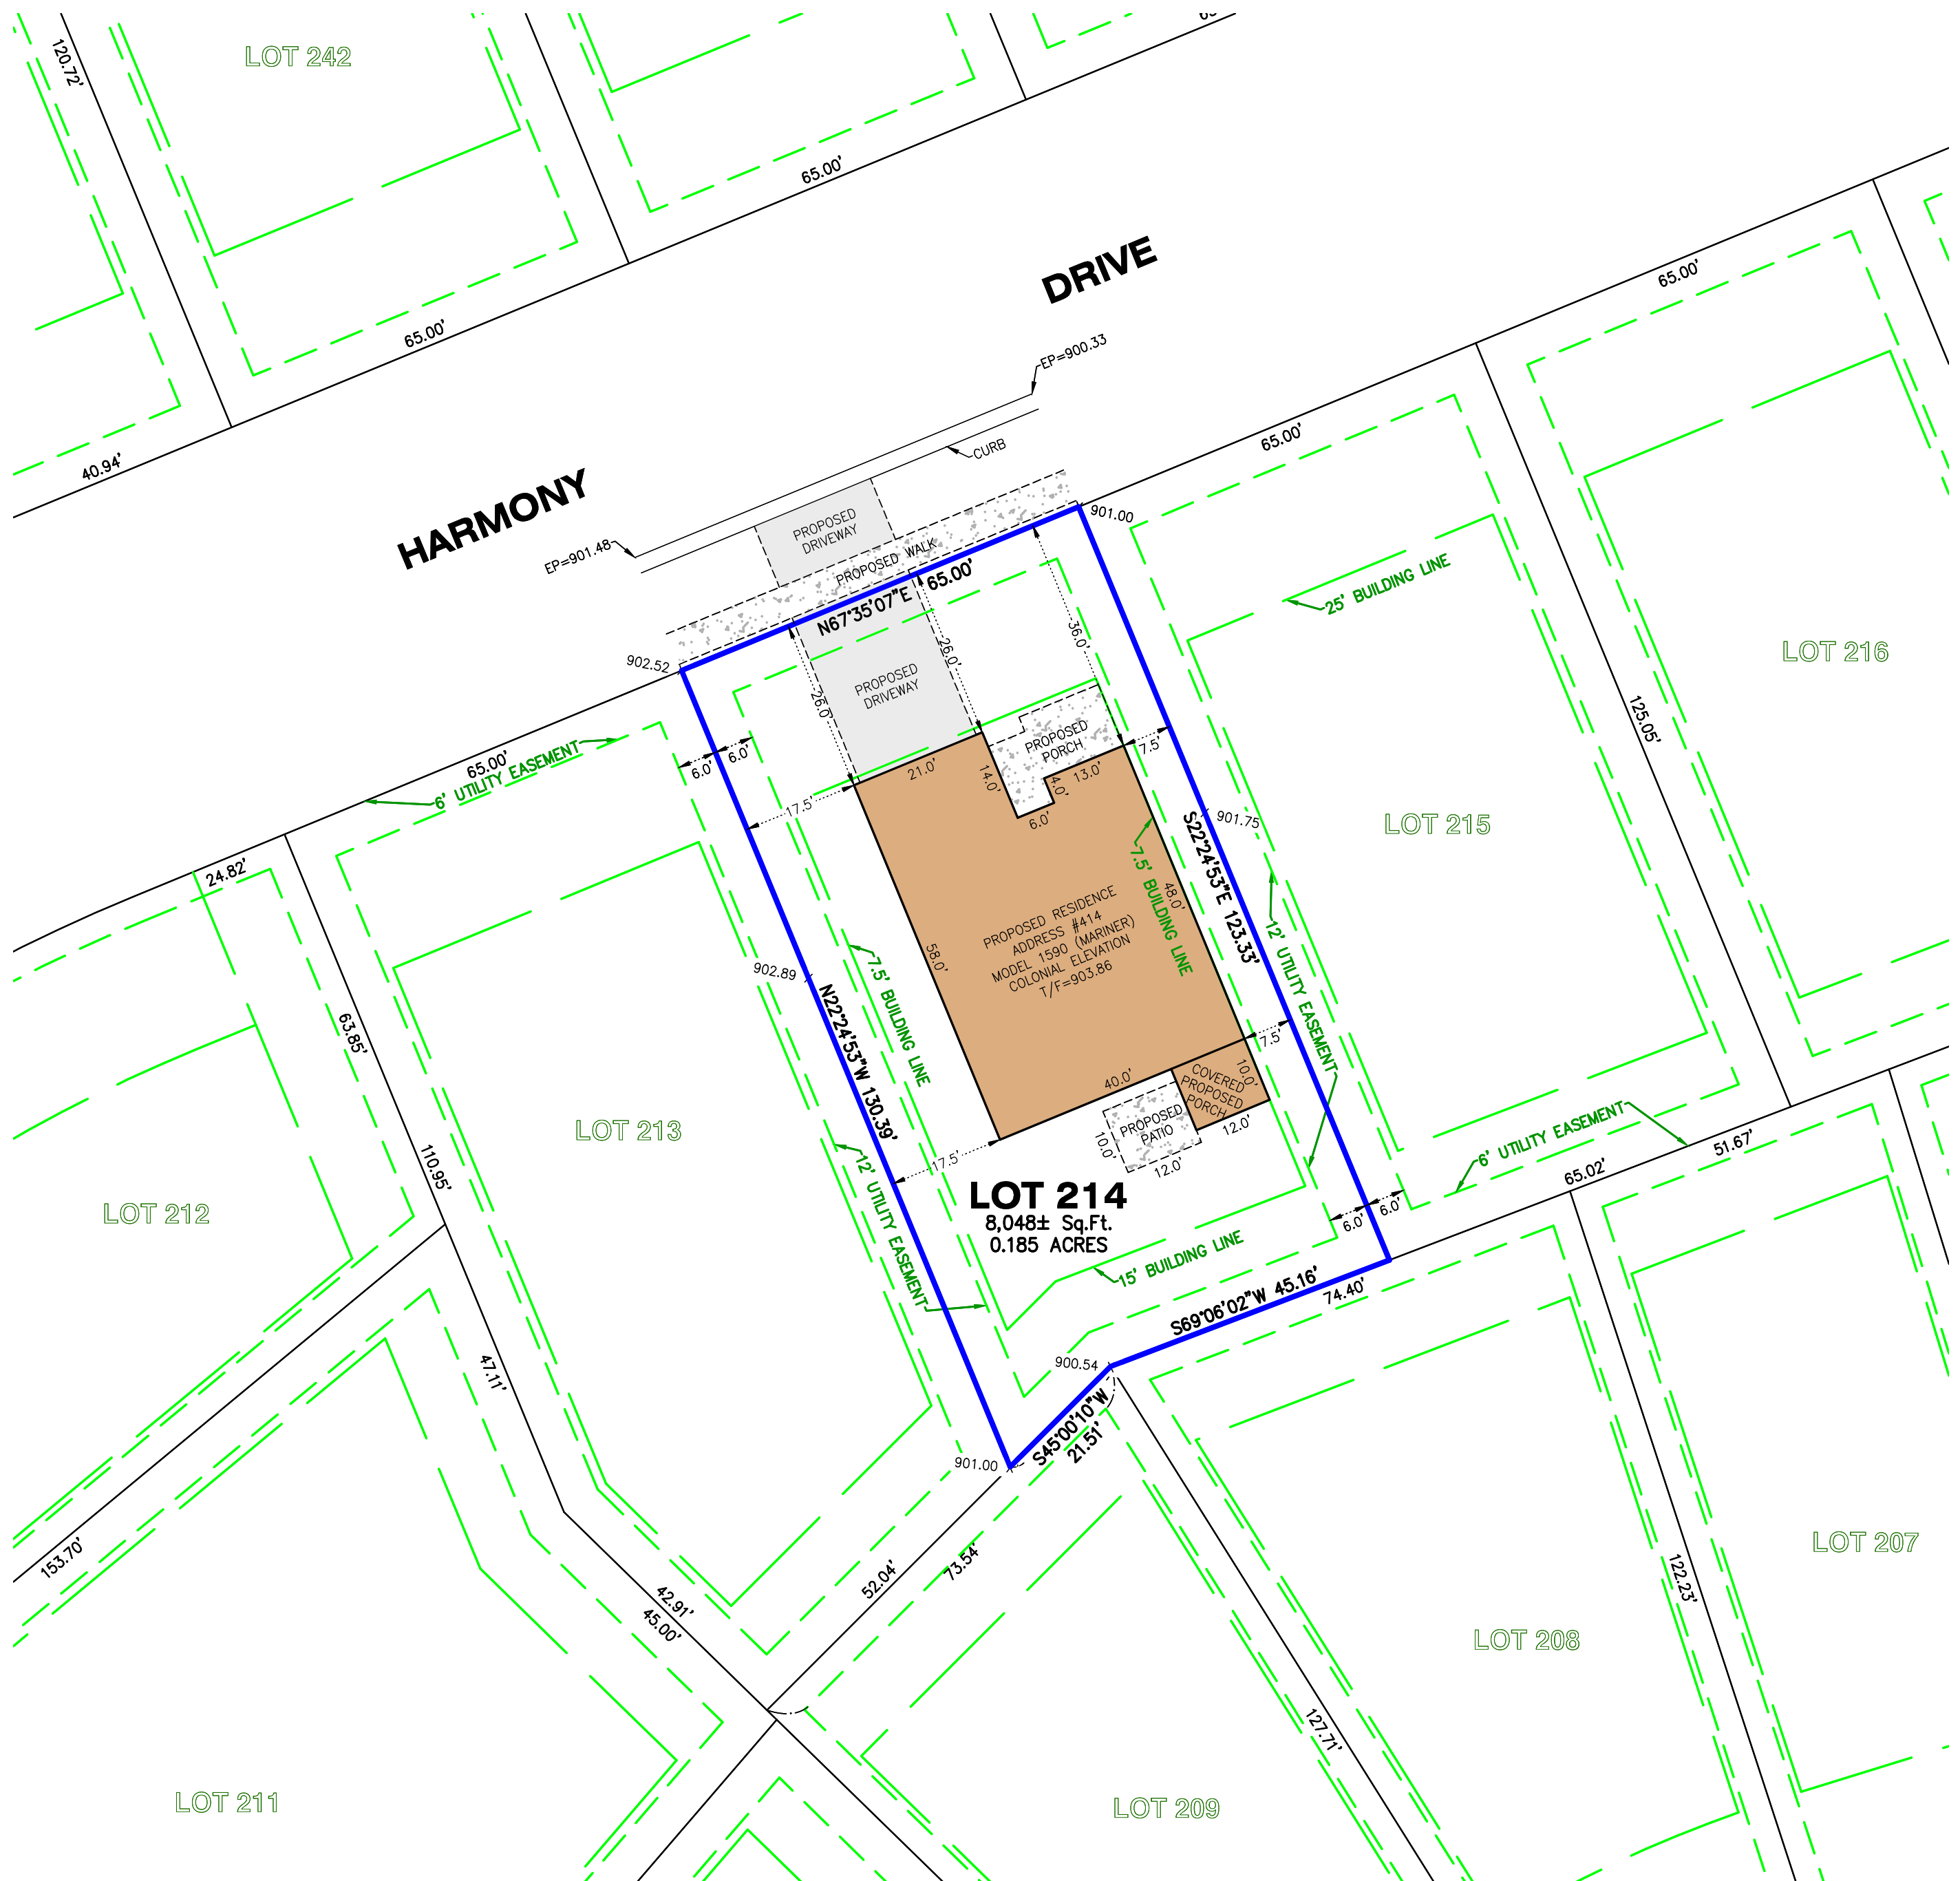 LOT 242
120.72'
65.00'
DRIVE
65.00'
65.00'
40.94'
EP=900.33
CURB
65.00'
HARMONY
EP=901.48
PROPOSED
DRIVEWAY
PROPOSED WALK
901.00
N67°35'07"E 65.00'
25' BUILDING LINE
902.52
26.0'
26.0'
36.0'
PROPOSED
DRIVEWAY
LOT 216
125.05'
65.00'
6' UTILITY EASEMENT
6.0'
6.0'
PROPOSED
PORCH
7.5'
21.0'
14.0'
4.0'
13.0'
6.0'
17.5'
901.75
LOT 215
24.82'
7.5' BUILDING LINE
S22°24'53"E 123.33'
48.0'
PROPOSED RESIDENCE
ADDRESS #414
MODEL 1590 (MARINER)
COLONIAL ELEVATION
T/F=903.86
58.0'
902.89
7.5' BUILDING LINE
N22°24'53"W 130.39'
12' UTILITY EASEMENT
63.85'
7.5'
40.0'
COVERED
PROPOSED
PORCH
10.0'
12.0'
PROPOSED
PATIO
10.0'
12.0'
LOT 213
110.95'
17.5'
12' UTILITY EASEMENT
6' UTILITY EASEMENT
51.67'
65.02'
LOT 212
LOT 214
8,048± Sq.Ft.
0.185 ACRES
6.0'
6.0'
15' BUILDING LINE
S69°06'02"W 45.16'
74.40'
900.54
47.11'
S45°00'10"W
21.51'
901.00
153.70'
52.04'
73.54'
42.91'
45.00'
LOT 207
122.23'
LOT 208
127.71'
LOT 211
LOT 209